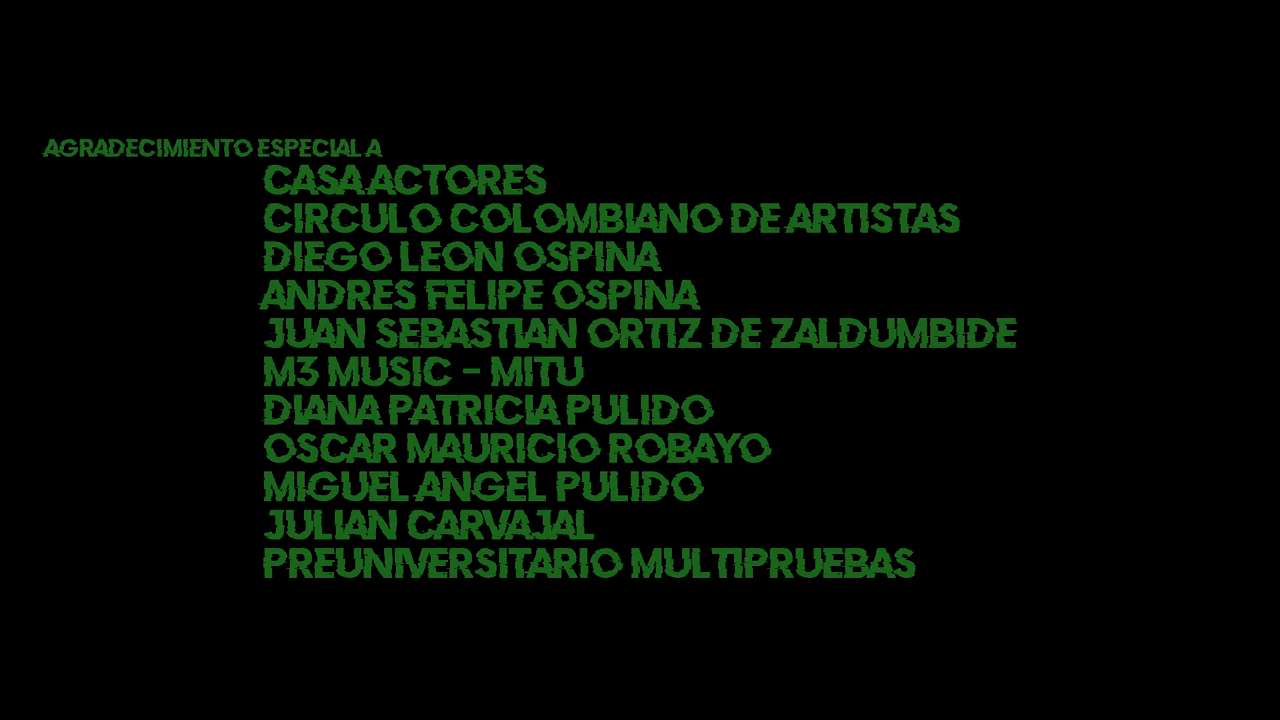 AGRADECIMIENTO ESPECIAL A
CASA ACTORES
CIRCULO COLOMBIANO DE ARTISTAS
DIEGO LEON OSPINA
ANDRES FELIPE OSPINA
JUAN SEBASTIAN ORTIZ DE ZALDUMBIDE
M3 MUSIC - MITU
DIANA PATRICIA PULIDO
OSCAR MAURICIO ROBAYO
MIGUEL ANGEL PULIDO
JULIAN CARVAJAL
PREUNIVERSITARIO MULTIPRUEBAS